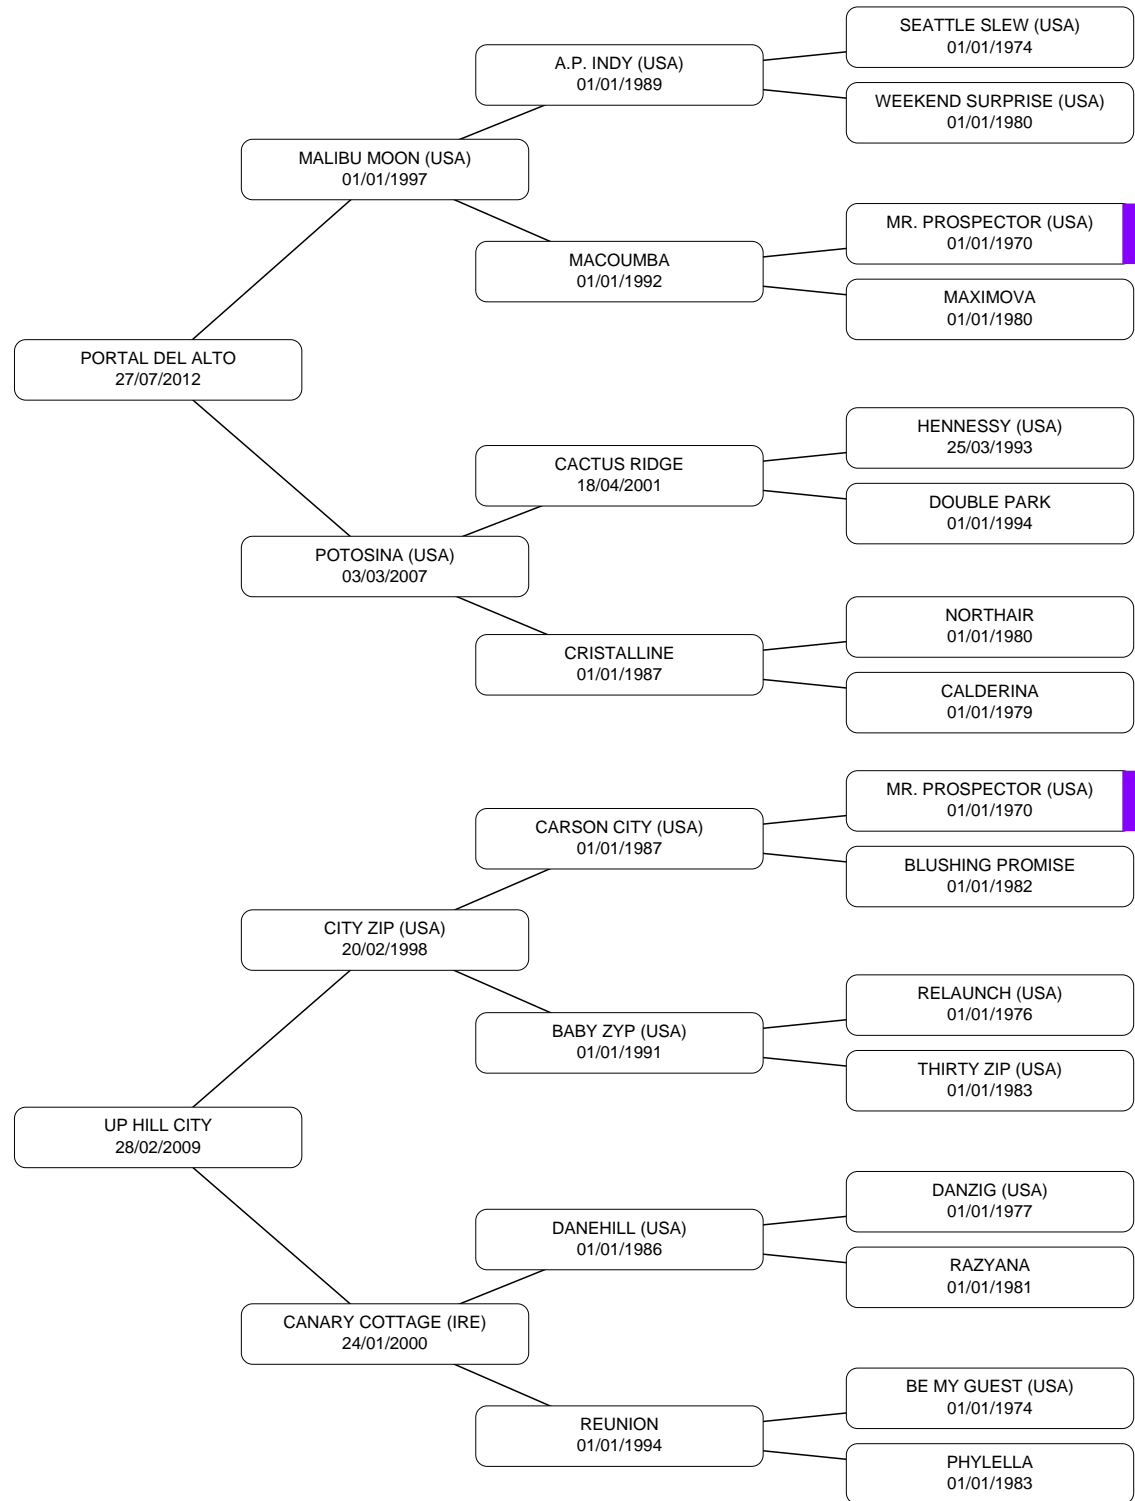 SEATTLE SLEW (USA)
01/01/1974
A.P. INDY (USA)
01/01/1989
WEEKEND SURPRISE (USA)
01/01/1980
MALIBU MOON (USA)
01/01/1997
MR. PROSPECTOR (USA)
01/01/1970
MACOUMBA
01/01/1992
MAXIMOVA
01/01/1980
PORTAL DEL ALTO
27/07/2012
HENNESSY (USA)
25/03/1993
CACTUS RIDGE
18/04/2001
DOUBLE PARK
01/01/1994
POTOSINA (USA)
03/03/2007
NORTHAIR
01/01/1980
CRISTALLINE
01/01/1987
CALDERINA
01/01/1979
MR. PROSPECTOR (USA)
01/01/1970
CARSON CITY (USA)
01/01/1987
BLUSHING PROMISE
01/01/1982
CITY ZIP (USA)
20/02/1998
RELAUNCH (USA)
01/01/1976
BABY ZYP (USA)
01/01/1991
THIRTY ZIP (USA)
01/01/1983
UP HILL CITY
28/02/2009
DANZIG (USA)
01/01/1977
DANEHILL (USA)
01/01/1986
RAZYANA
01/01/1981
CANARY COTTAGE (IRE)
24/01/2000
BE MY GUEST (USA)
01/01/1974
REUNION
01/01/1994
PHYLELLA
01/01/1983